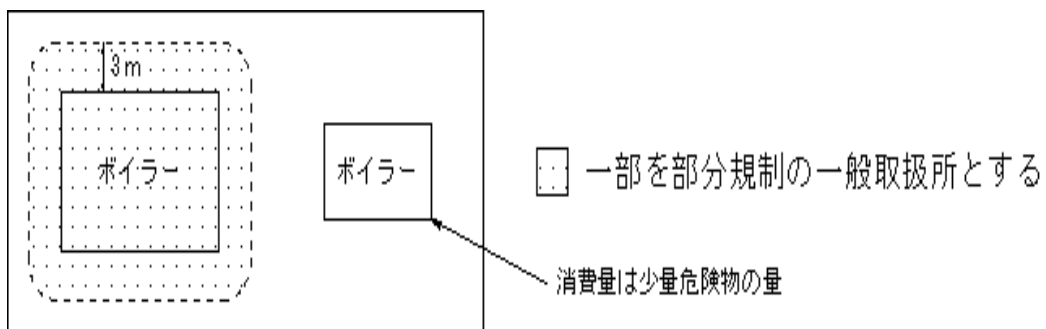 3m
ボイラー
ボイラー
一部を部分規制の一般取扱所とする
消費量は少量危険物の量